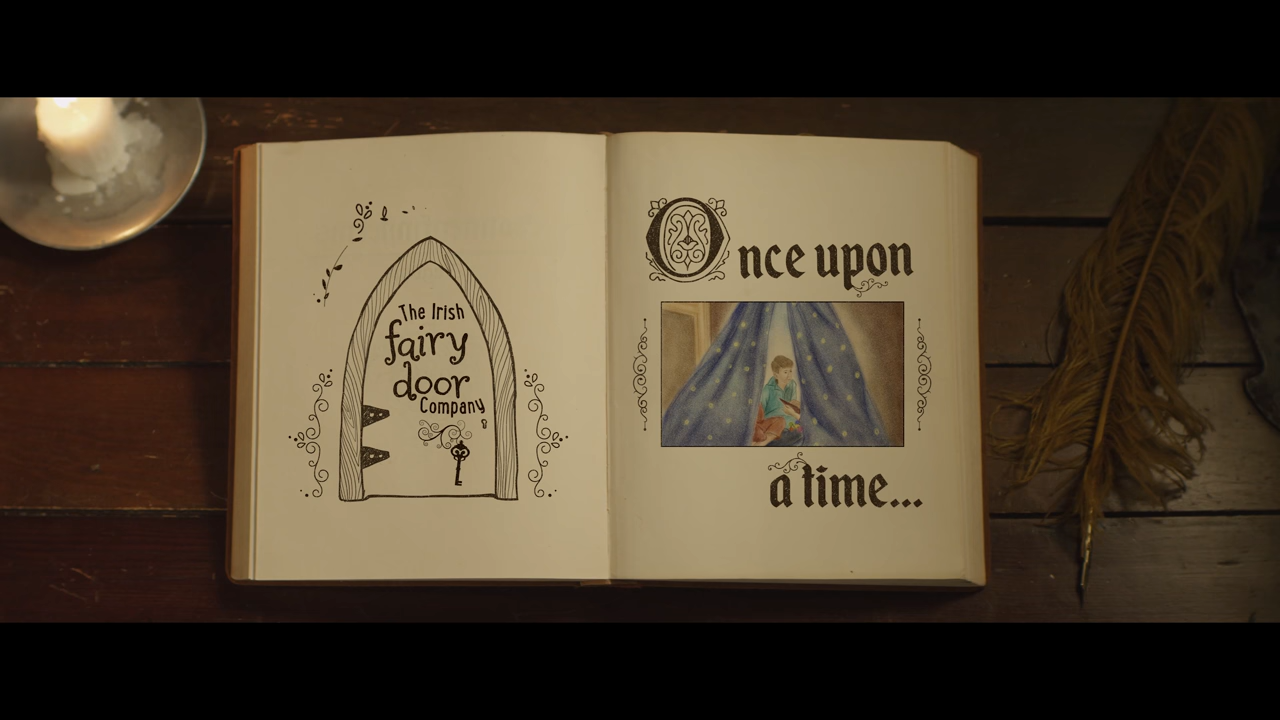 The Irish
fairy
door
Company
Once upon
a time...